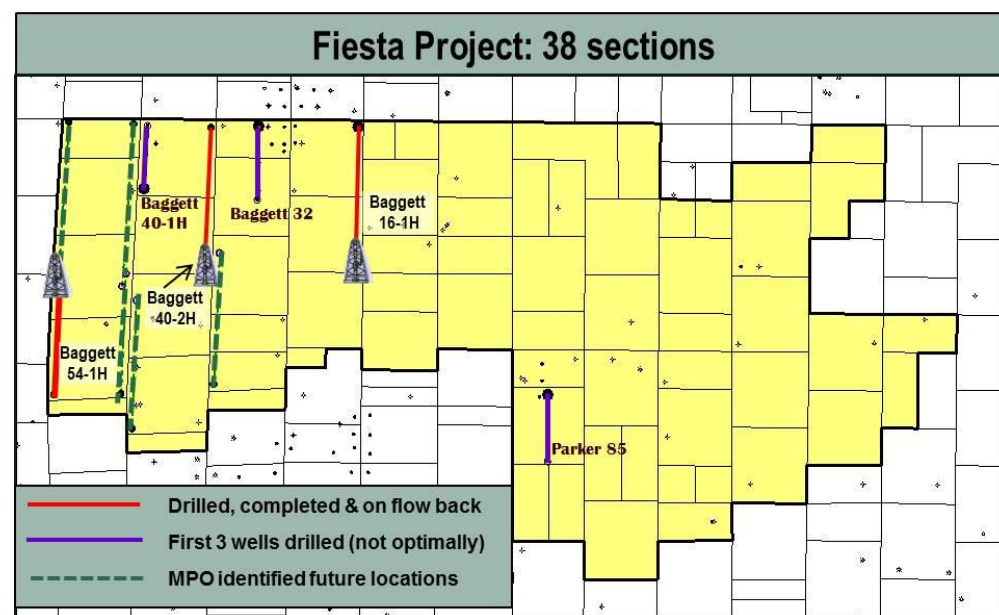 Fiesta Project: 38 sections
Baggett
40-1H
Baggett 32
Baggett
16-1H
Baggett
40-2H
Baggett
54-1H
Parker 85
Drilled, completed & on flow back
First 3 wells drilled (not optimally)
MPO identified future locations